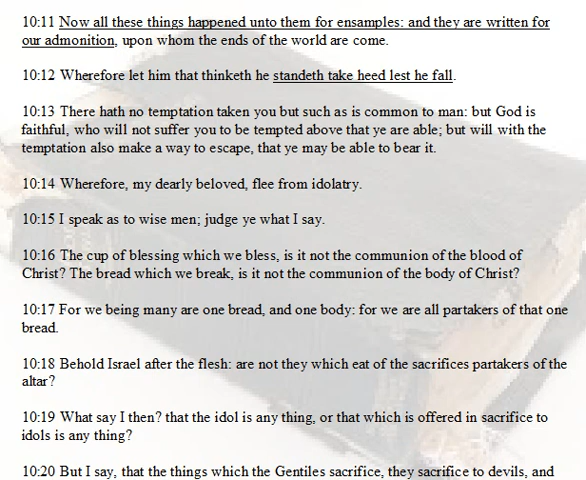 10:11 Now all these things happened unto them for ensamples: and they are written for
our admonition, upon whom the ends of the world are come.
10:12 Wherefore let him that thinketh he standeth take heed lest he fall.
10:13 There hath no temptation taken you but such as is common to man: but God is
faithful, who will not suffer you to be tempted above that ye are able; but will with the
temptation also make a way to escape, that ye may be able to bear it.
10:14 Wherefore, my dearly beloved, flee from idolatry.
10:15 I speak as to wise men; judge ye what I say.
10:16 The cup of blessing which we bless, is it not the communion of the blood of
Christ? The bread which we break, is it not the communion of the body of Christ?
10:17 For we being many are one bread, and one body: for we are all partakers of that one
bread.
10:18 Behold Israel after the flesh: are not they which eat of the sacrifices partakers of the
altar?
10:19 What say I then? that the idol is any thing, or that which is offered in sacrifice to
idols is any thing?
10:20 But I say, that the things which the Gentiles sacrifice, they sacrifice to devils, and